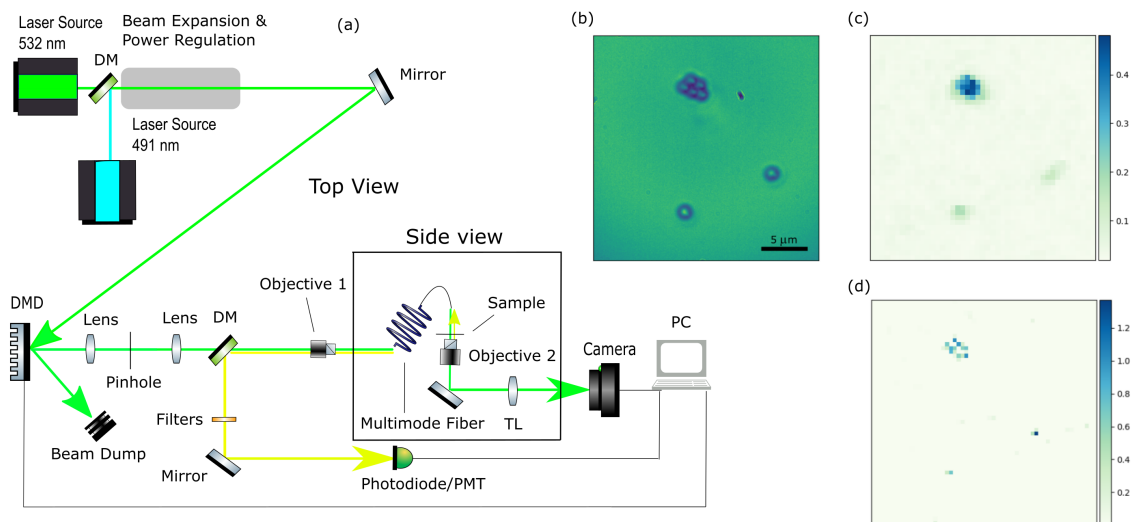 Laser Source
532 nm
DM
Beam Expansion &
Power Regulation
(a)
Mirror
Laser Source
491 nm
Top View
Side view
DMD
Lens
Lens
DM
Objective 1
Sample
Pinhole
Objective 2
Camera
PC
Filters
Multimode Fiber
TL
Beam Dump
Mirror
Photodiode/PMT
(b)
5 μm
(c)
0.4
0.3
0.2
0.1
(d)
1.2
1.0
0.8
0.6
0.4
0.2